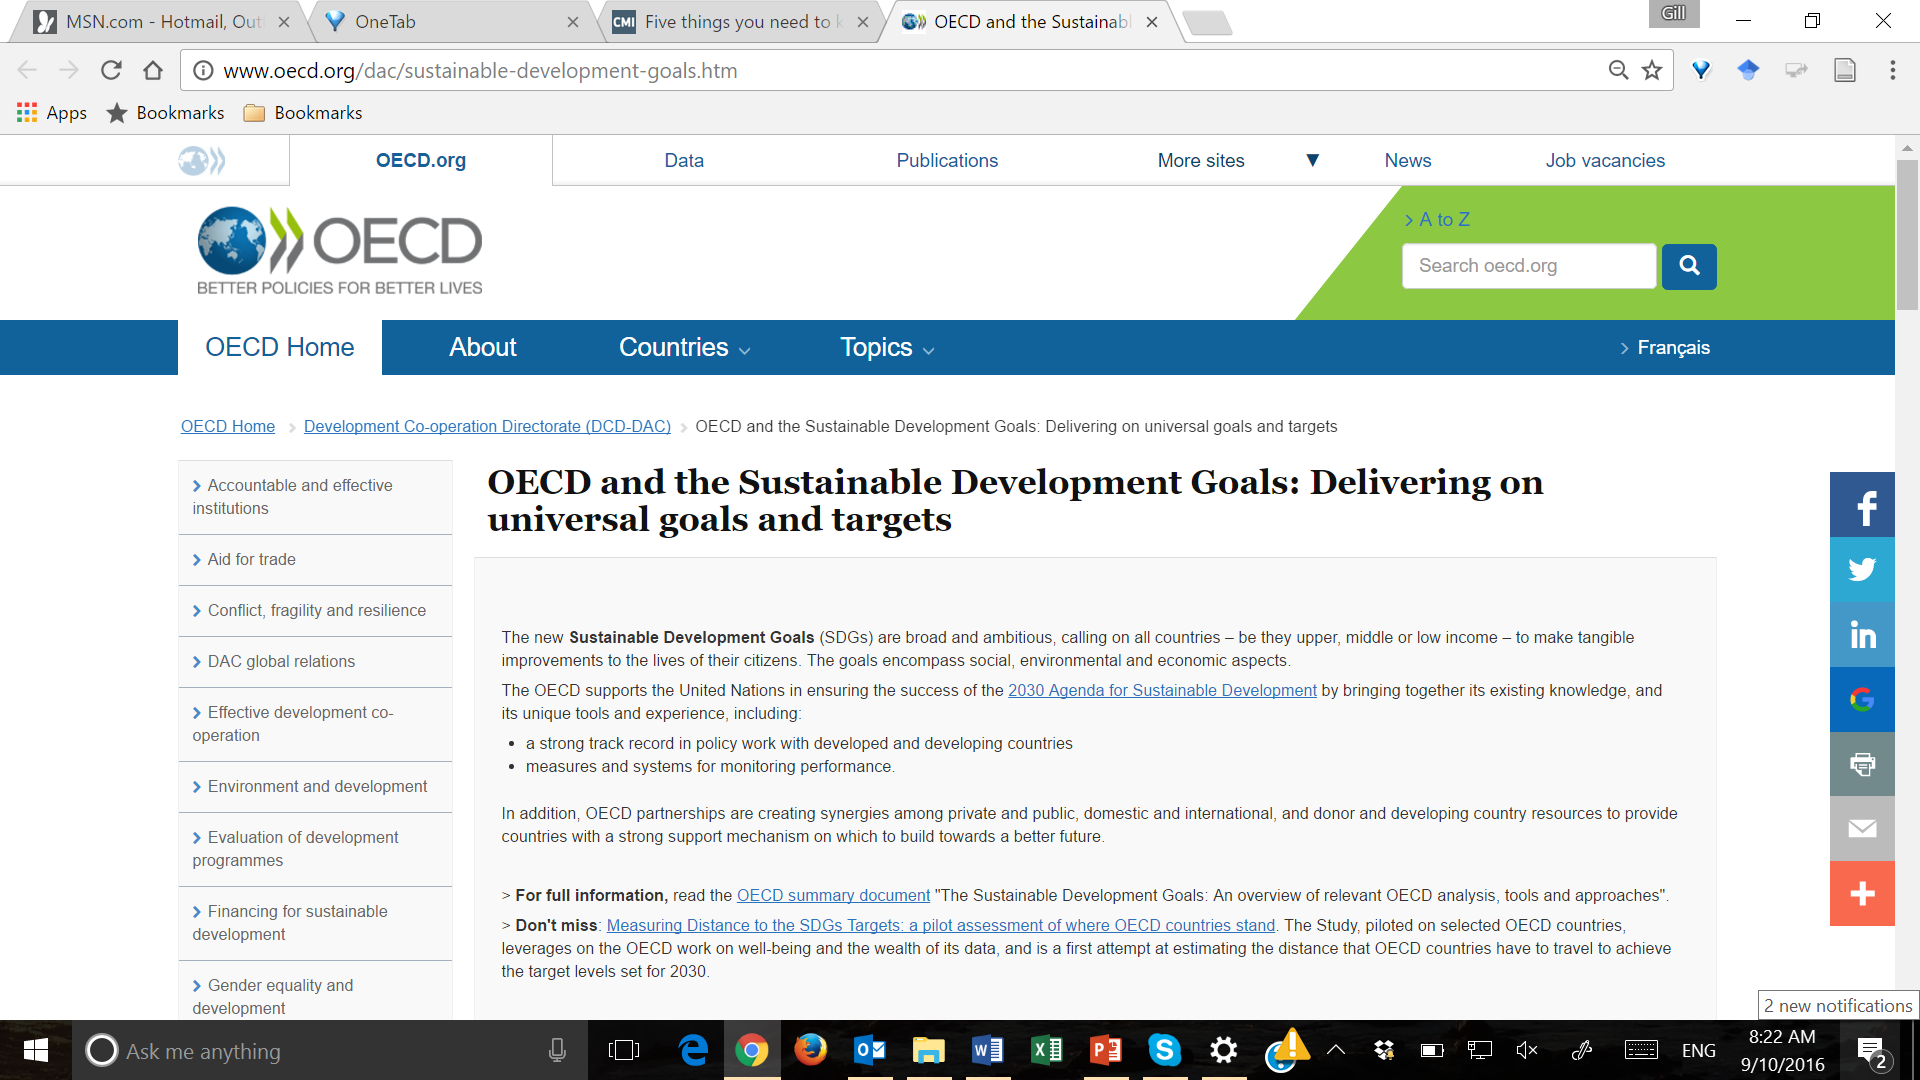 MSN.com - Hotmail, Out
OneTab
CMI Five things you need to k
OECD and the Sustainabl
Gill
www.oecd.org/dac/sustainable-development-goals.htm
Apps Bookmarks Bookmarks
OECD.org Data Publications More sites News Job vacancies
OECD
BETTER POLICIES FOR BETTER LIVES
A to Z
Search oecd.org
OECD Home About Countries Topics Français
OECD Home Development Co-operation Directorate (DCD-DAC) OECD and the Sustainable Development Goals: Delivering on universal goals and targets
Accountable and effective
institutions
Aid for trade
Conflict, fragility and resilience
DAC global relations
Effective development co-
operation
Environment and development
Evaluation of development
programmes
Financing for sustainable
development
Gender equality and
development
OECD and the Sustainable Development Goals: Delivering on
universal goals and targets
The new Sustainable Development Goals (SDGs) are broad and ambitious, calling on all countries – be they upper, middle or low income – to make tangible
improvements to the lives of their citizens. The goals encompass social, environmental and economic aspects.
The OECD supports the United Nations in ensuring the success of the 2030 Agenda for Sustainable Development by bringing together its existing knowledge, and
its unique tools and experience, including:
• a strong track record in policy work with developed and developing countries
• measures and systems for monitoring performance.
In addition, OECD partnerships are creating synergies among private and public, domestic and international, and donor and developing country resources to provide
countries with a strong support mechanism on which to build towards a better future.
> For full information, read the OECD summary document "The Sustainable Development Goals: An overview of relevant OECD analysis, tools and approaches".
> Don't miss: Measuring Distance to the SDGs Targets: a pilot assessment of where OECD countries stand. The Study, piloted on selected OECD countries,
leverages on the OECD work on well-being and the wealth of its data, and is a first attempt at estimating the distance that OECD countries have to travel to achieve
the target levels set for 2030.
2 new notifications
Ask me anything
ENG
8:22 AM
9/10/2016
2